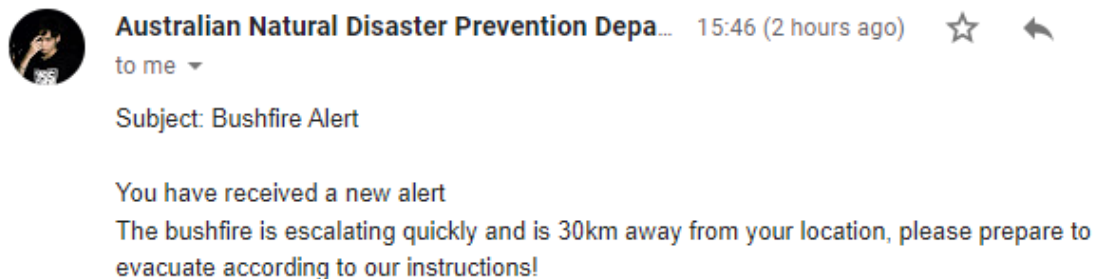 Australian Natural Disaster Prevention Depa... 15:46 (2 hours ago)
to me
Subject: Bushfire Alert
You have received a new alert
The bushfire is escalating quickly and is 30km away from your location, please prepare to
evacuate according to our instructions!